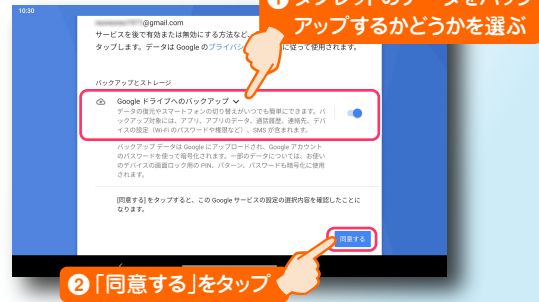 ❶ タブレットのデータをバック
アップするかどうかを選ぶ
10:30
@gmail.com
サービスを後で有効または無効にする方法など、
タップします。データは Google のプライバシ に従って使用されます。
バックアップとストレージ
Google ドライブへのバックアップ
データの復元やスマートフォンの切り替えがいつでも簡単にできます。バ
ックアップ対象には、アプリ、アプリのデータ、通話履歴、連絡先、デバ
イスの設定（Wi-Fi のパスワードや権限など）、SMS が含まれます。
バックアップ データは Google にアップロードされ、Google アカウント
のパスワードを使って暗号化されます。一部のデータについては、お使い
のデバイスの画面ロック用の PIN、パターン、パスワードも暗号化に使用
されます。
[同意する] をタップすると、この Google サービスの設定の選択内容を確認したことに
なります。
同意する
❷「同意する」をタップ